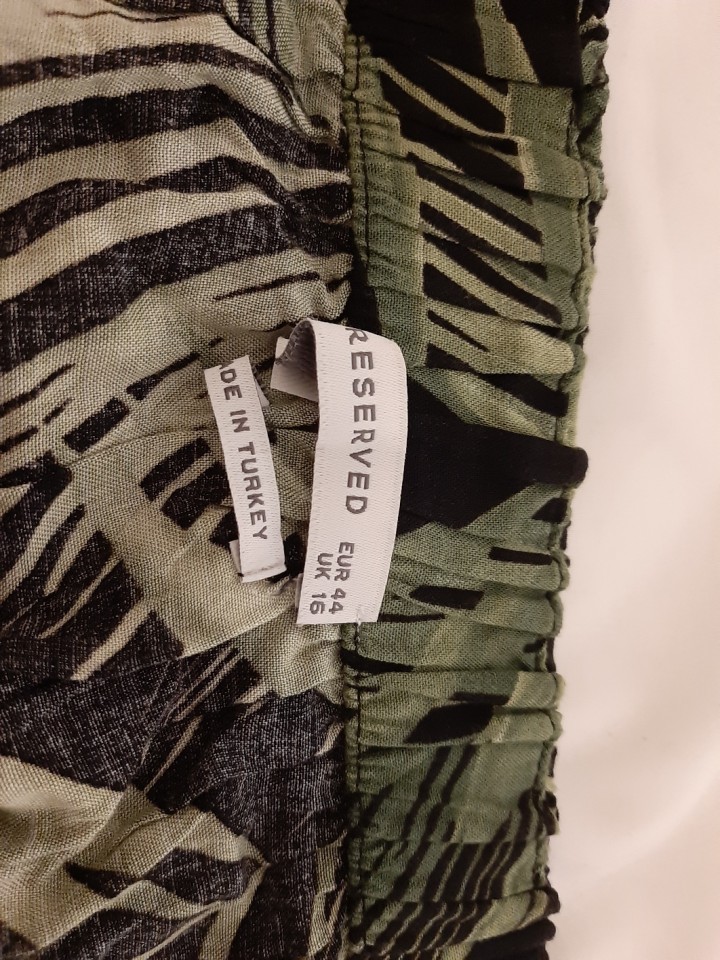 RESERVED
EUR 44
UK 16
ADE IN TURKEY